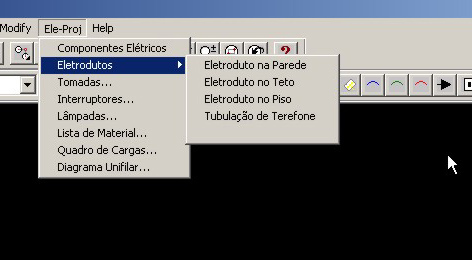 Modify Ele-Proj Help
Componentes Elétricos
Eletrodutos
Tomadas...
Interruptores...
Lâmpadas...
Lista de Material...
Quadro de Cargas...
Diagrama Unifilar...
Eletroduto na Parede
Eletroduto no Teto
Eletroduto no Piso
Tubulação de Terefone